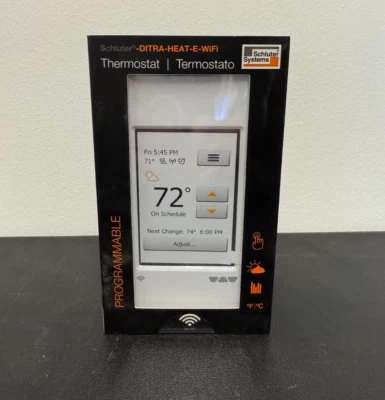 Schluter®-DITRA-HEAT-E-WiFi
Thermostat | Termostato
Schluter
Systems
Fri 5:45 PM
71°
72°
On Schedule
Next Change: 74° 6:00 PM
Adjust...
PROGRAMMABLE
°F/°C